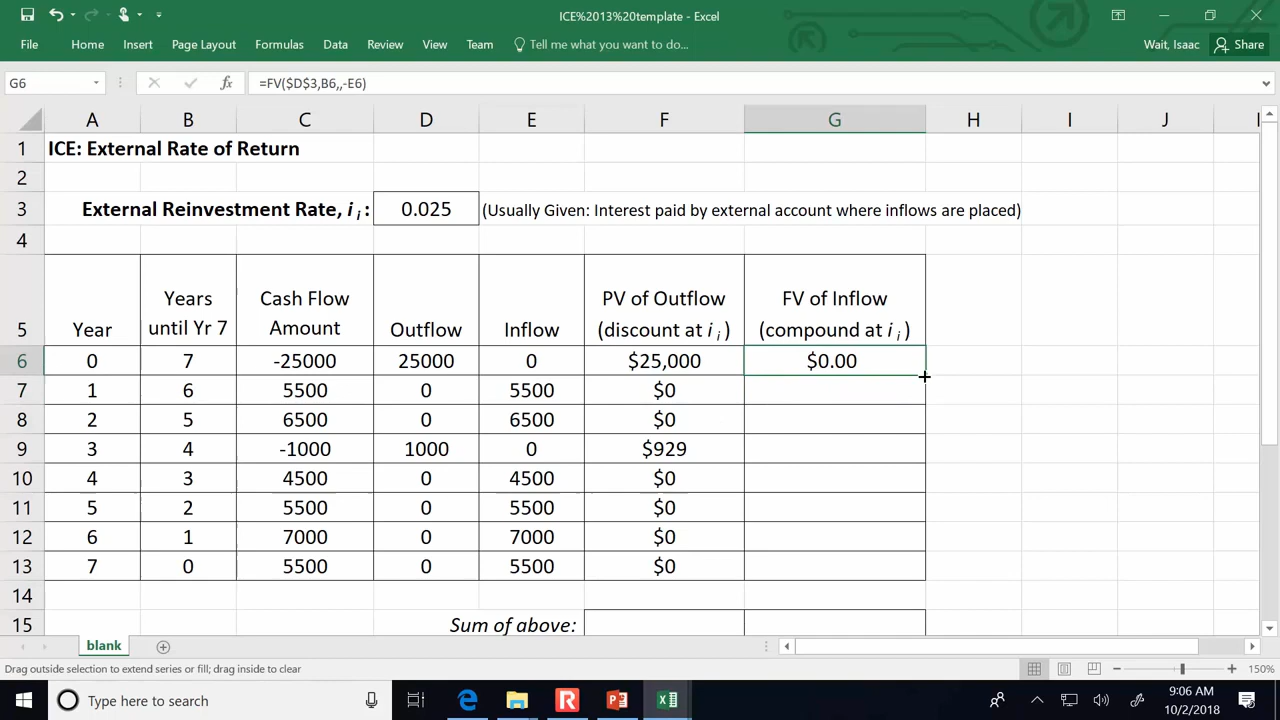 ICE%2013%20template - Excel
File Home Insert Page Layout Formulas Data Review View Team Tell me what you want to do... Wait, Isaac Share
G6 fx =FV($D$3,B6,,-E6)
A B C D E F G H I J
1 ICE: External Rate of Return
2
3 External Reinvestment Rate, i i : 0.025 (Usually Given: Interest paid by external account where inflows are placed)
4
Years Cash Flow PV of Outflow FV of Inflow
5 Year until Yr 7 Amount Outflow Inflow (discount at i i ) (compound at i i )
6 0 7 -25000 25000 0 $25,000 $0.00
7 1 6 5500 0 5500 $0
8 2 5 6500 0 6500 $0
9 3 4 -1000 1000 0 $929
10 4 3 4500 0 4500 $0
11 5 2 5500 0 5500 $0
12 6 1 7000 0 7000 $0
13 7 0 5500 0 5500 $0
14
15 Sum of above:
blank
Drag outside selection to extend series or fill; drag inside to clear 150%
Type here to search 9:06 AM
10/2/2018